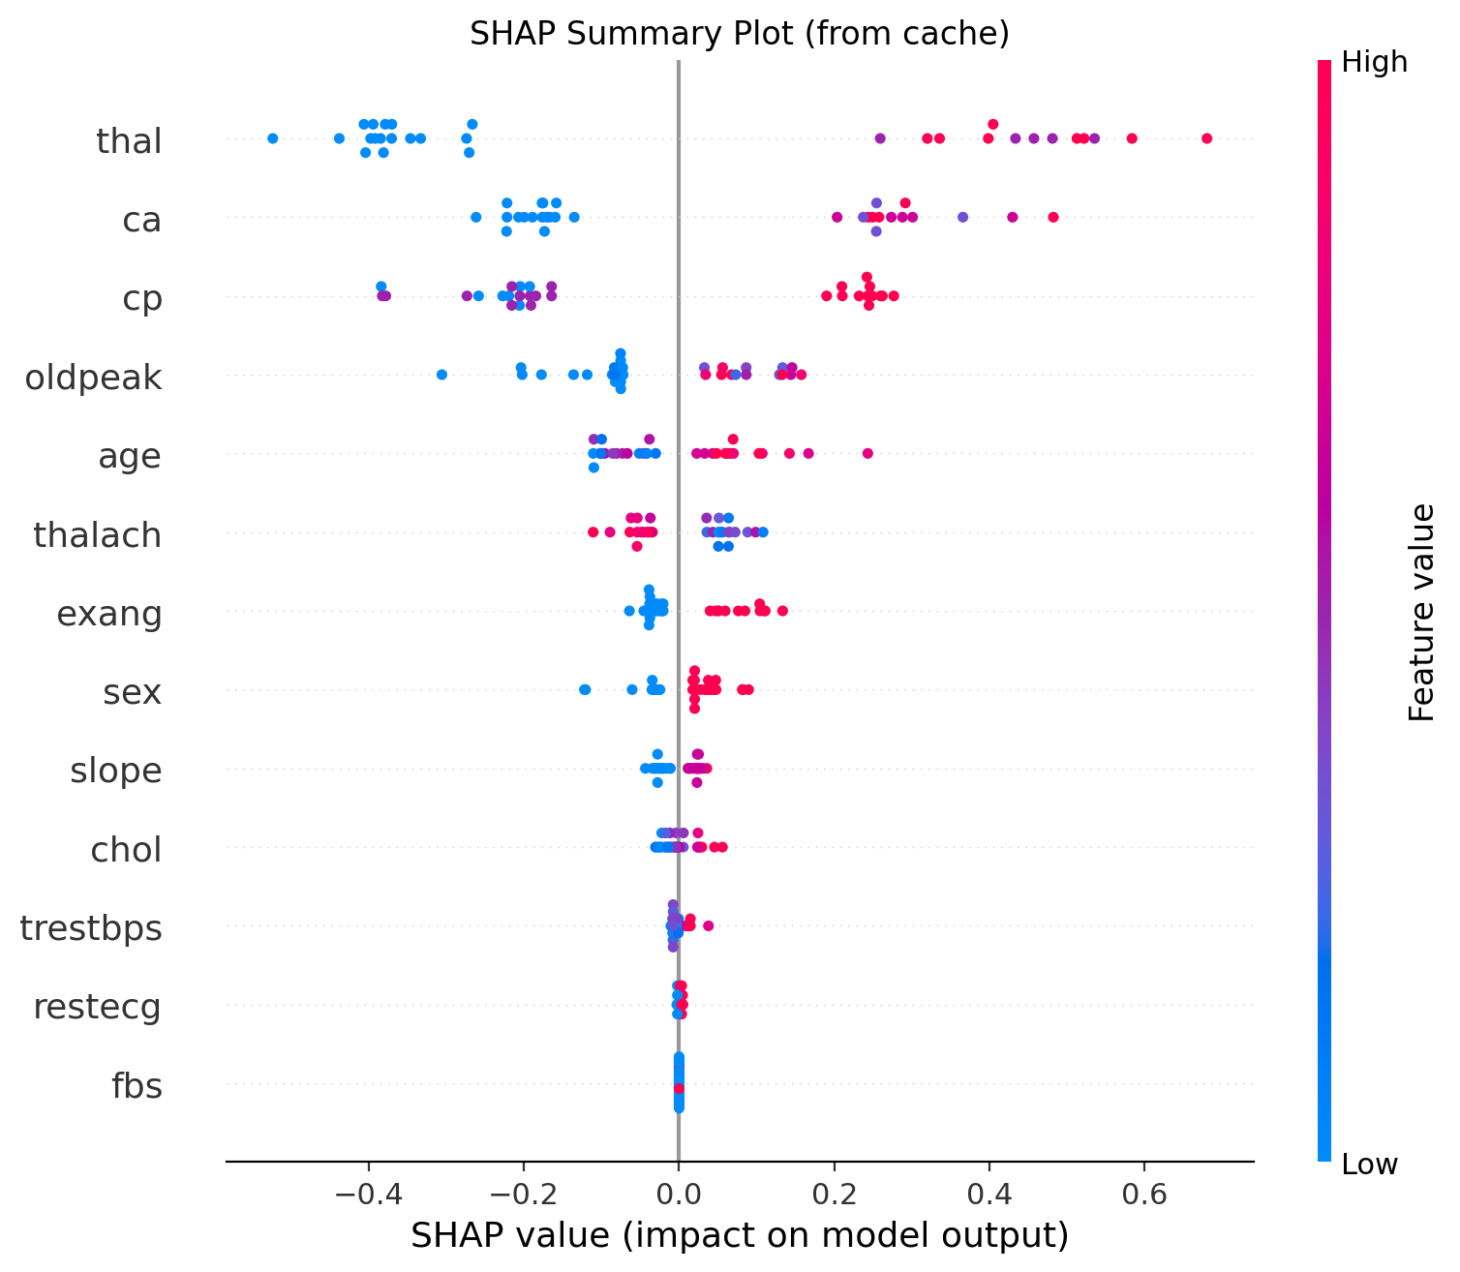 SHAP Summary Plot (from cache)
High
thal
ca
cp
oldpeak
age
thalach
exang
sex
slope
chol
trestbps
restecg
fbs
Feature value
Low
−0.4 −0.2 0.0 0.2 0.4 0.6
SHAP value (impact on model output)